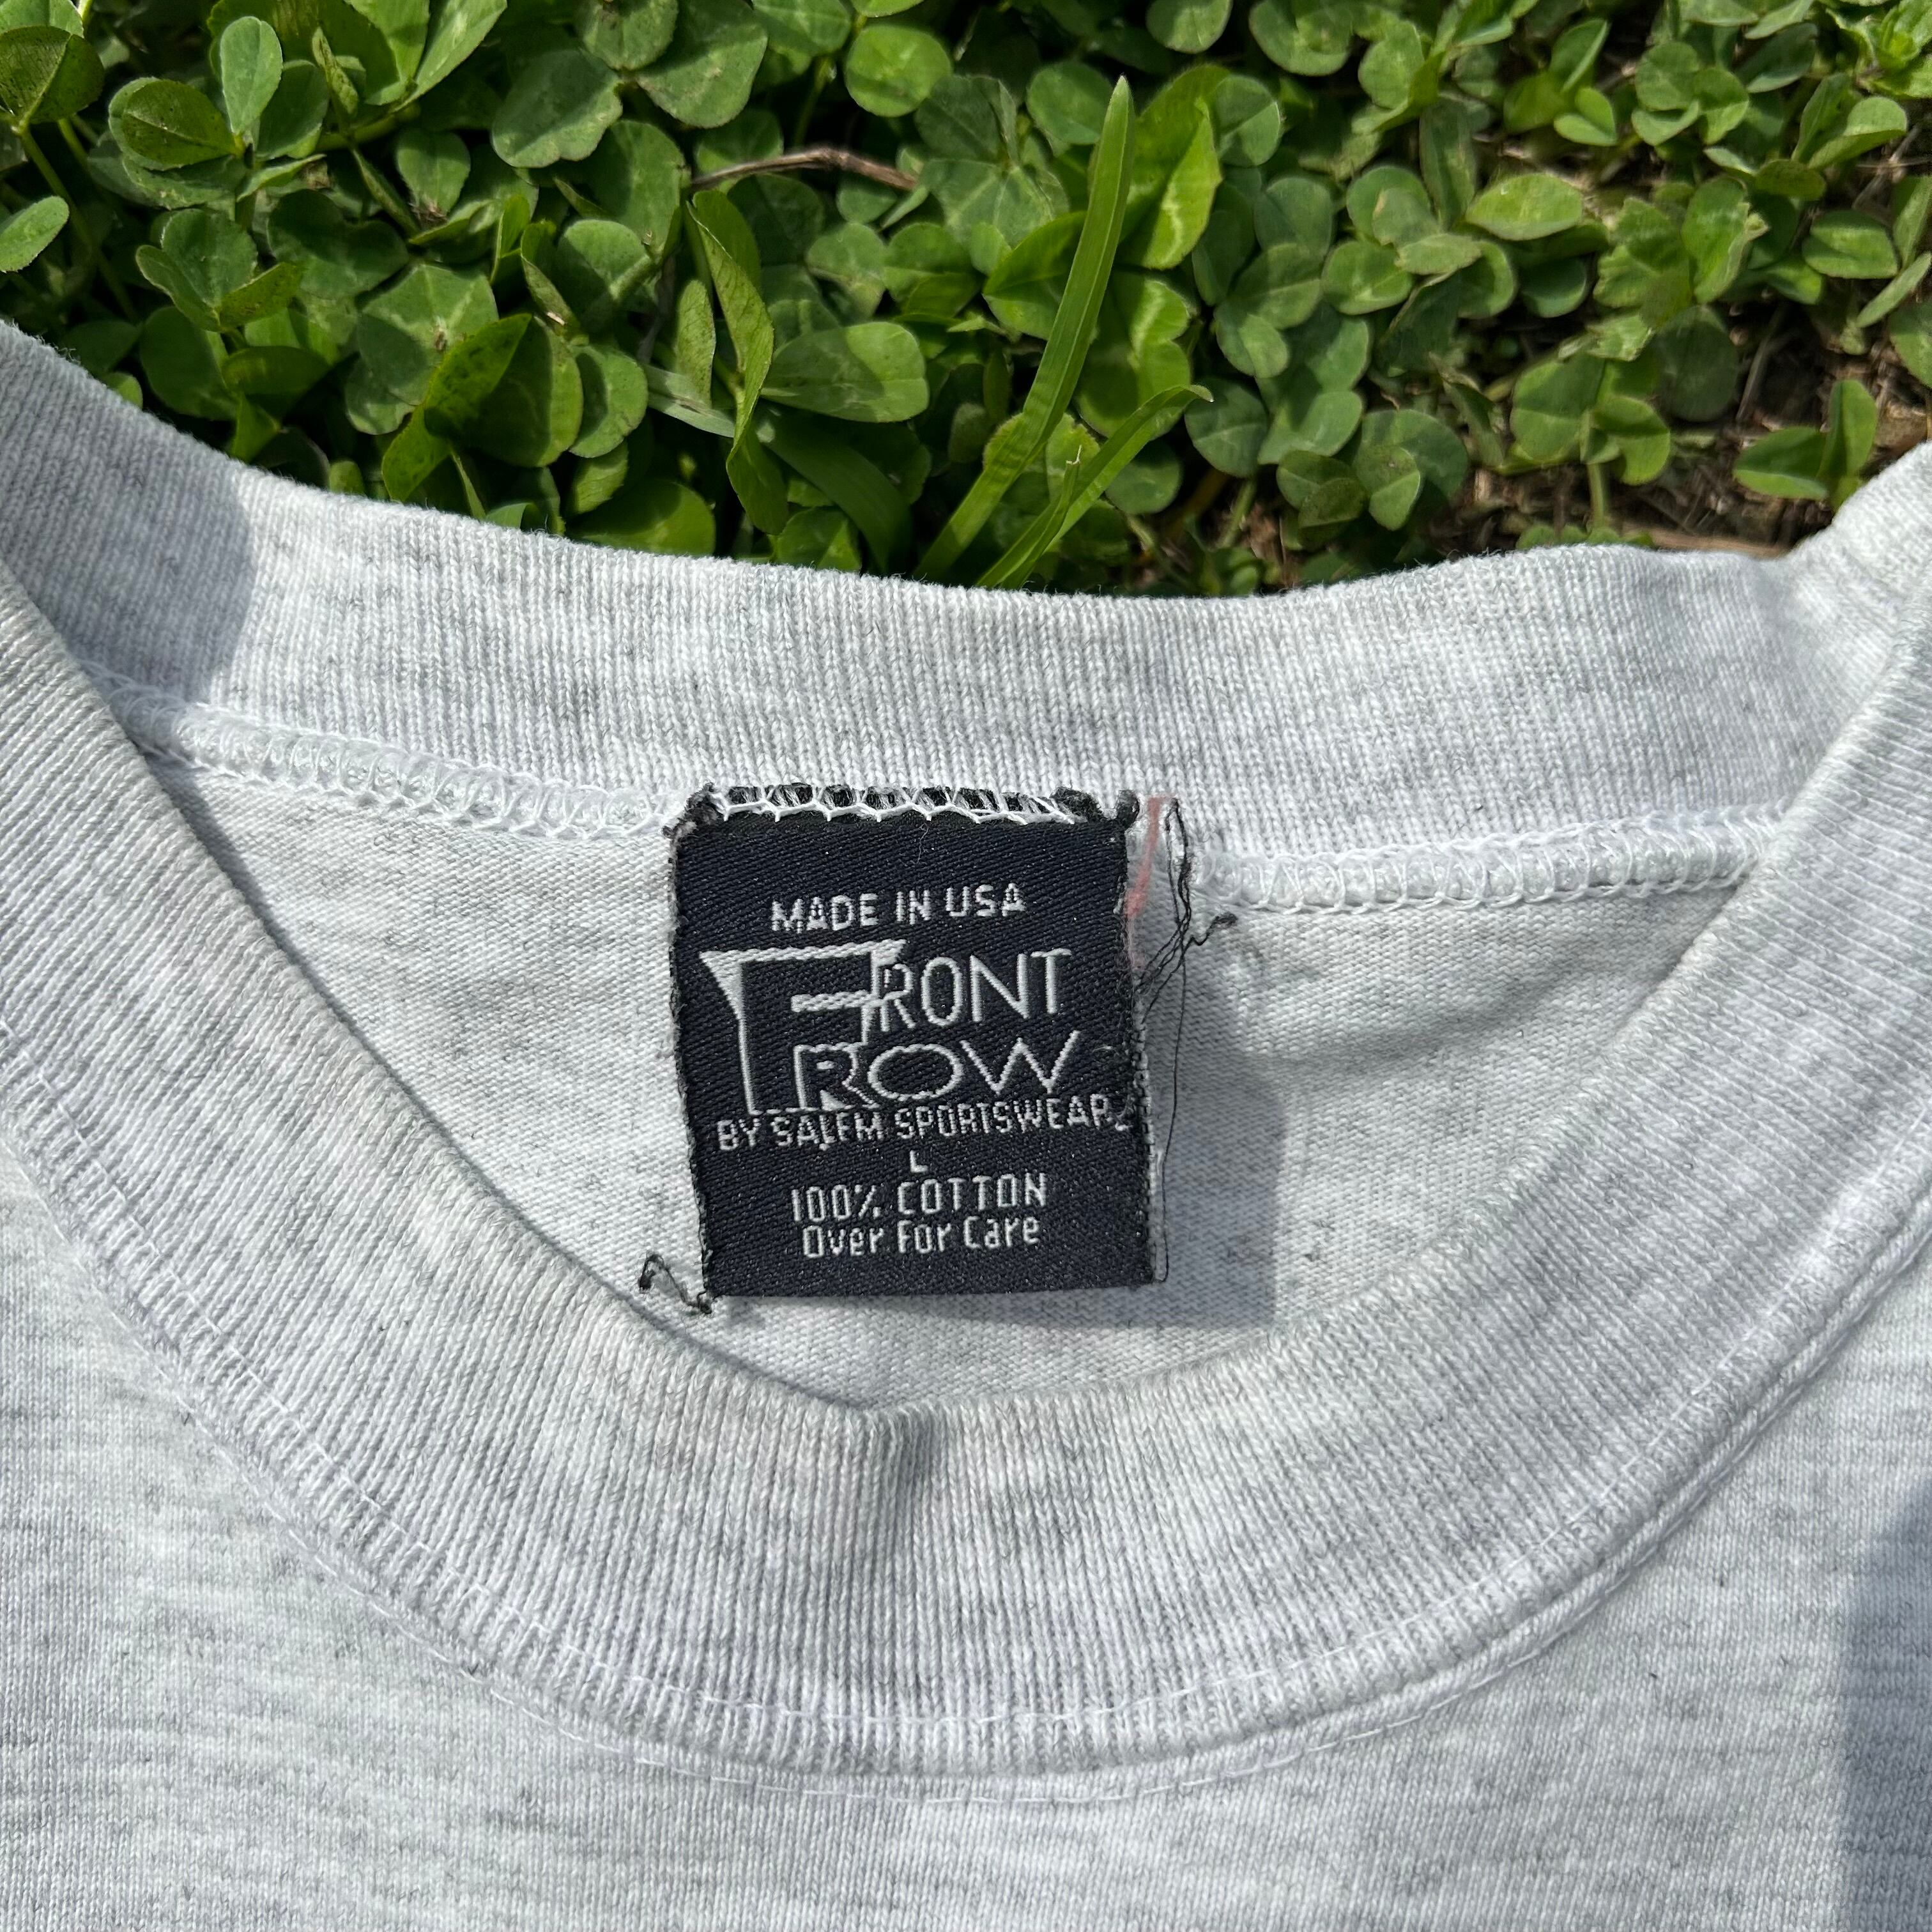 MADE IN USA
FRONT
ROW
BY SALEM SPORTSWEAR
L
100% COTTON
Over For Care